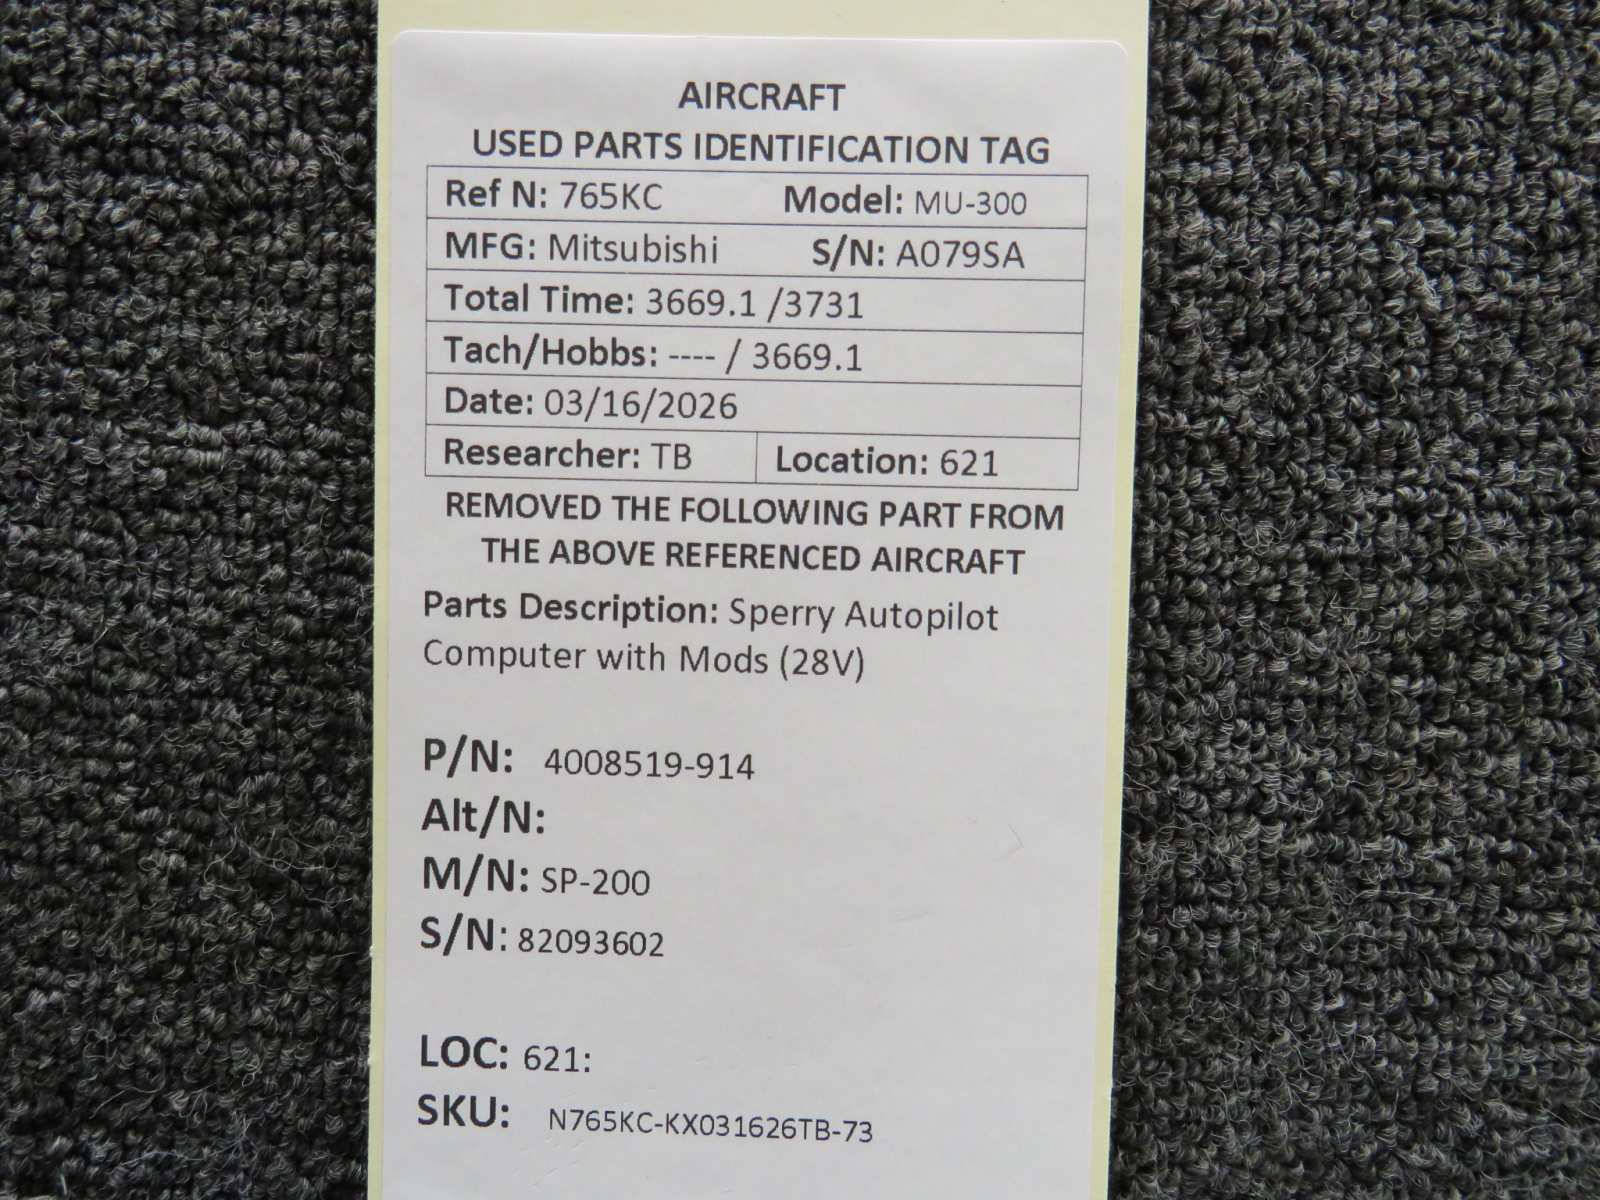 AIRCRAFT
USED PARTS IDENTIFICATION TAG
Ref N: 765KC Model: MU-300
MFG: Mitsubishi S/N: A079SA
Total Time: 3669.1 /3731
Tach/Hobbs: ---- / 3669.1
Date: 03/16/2026
Researcher: TB Location: 621
REMOVED THE FOLLOWING PART FROM
THE ABOVE REFERENCED AIRCRAFT
Parts Description: Sperry Autopilot
Computer with Mods (28V)
P/N: 4008519-914
Alt/N:
M/N: SP-200
S/N: 82093602
LOC: 621:
SKU: N765KC-KX031626TB-73